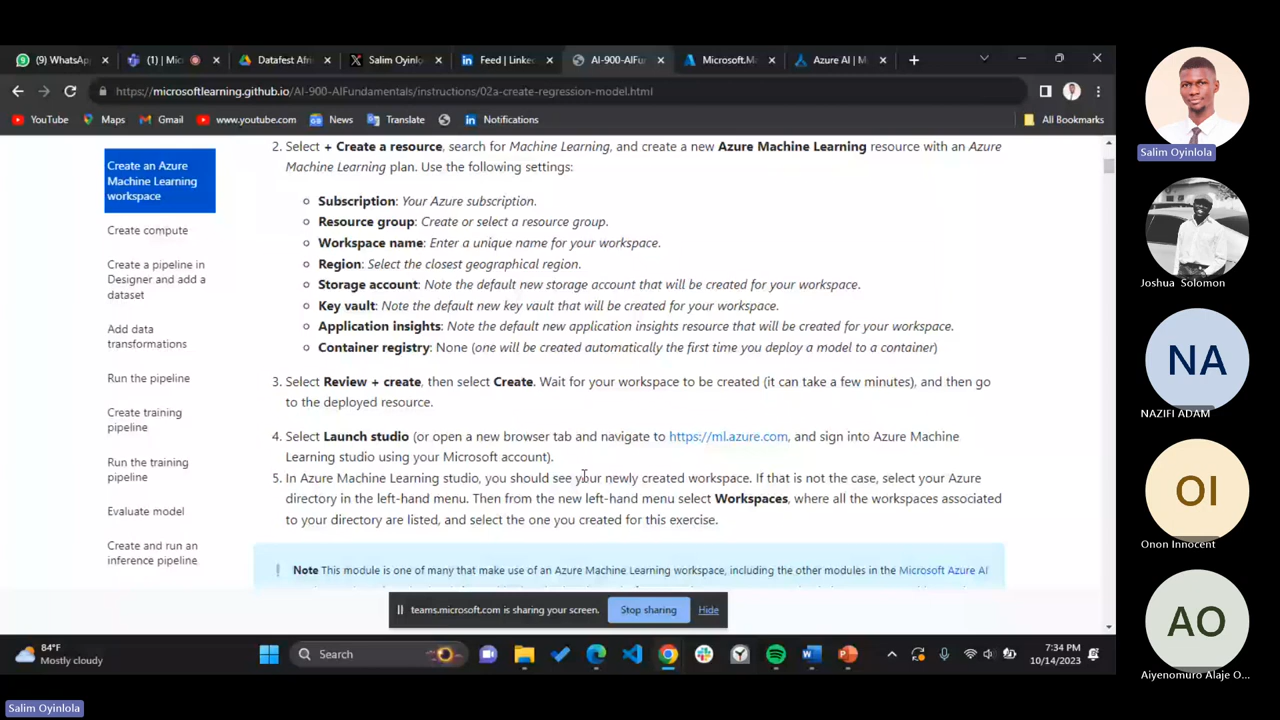 (9) WhatsAp
(1) | Mic
Datafest Afri
Salim Oyinlo
Feed | Linke
AI-900-AIFun
Microsoft.Ma
Azure AI | M
https://microsoftlearning.github.io/AI-900-AIFundamentals/instructions/02a-create-regression-model.html
YouTube
Maps
Gmail
www.youtube.com
News
Translate
Notifications
All Bookmarks
Create an Azure
Machine Learning
workspace
Create compute
Create a pipeline in
Designer and add a
dataset
Add data
transformations
Run the pipeline
Create training
pipeline
Run the training
pipeline
Evaluate model
Create and run an
inference pipeline
2. Select + Create a resource, search for Machine Learning, and create a new Azure Machine Learning resource with an Azure
Machine Learning plan. Use the following settings:
Subscription: Your Azure subscription.
Resource group: Create or select a resource group.
Workspace name: Enter a unique name for your workspace.
Region: Select the closest geographical region.
Storage account: Note the default new storage account that will be created for your workspace.
Key vault: Note the default new key vault that will be created for your workspace.
Application insights: Note the default new application insights resource that will be created for your workspace.
Container registry: None (one will be created automatically the first time you deploy a model to a container)
3. Select Review + create, then select Create. Wait for your workspace to be created (it can take a few minutes), and then go
to the deployed resource.
4. Select Launch studio (or open a new browser tab and navigate to https://ml.azure.com, and sign into Azure Machine
Learning studio using your Microsoft account).
5. In Azure Machine Learning studio, you should see your newly created workspace. If that is not the case, select your Azure
directory in the left-hand menu. Then from the new left-hand menu select Workspaces, where all the workspaces associated
to your directory are listed, and select the one you created for this exercise.
! Note This module is one of many that make use of an Azure Machine Learning workspace, including the other modules in the Microsoft Azure AI
teams.microsoft.com is sharing your screen.
Stop sharing
Hide
84°F
Mostly cloudy
Search
7:34 PM
10/14/2023
Salim Oyinlola
Joshua Solomon
NA
NAZIFI ADAM
OI
Onon Innocent
AO
Aiyenomuro Alaje O...
Salim Oyinlola